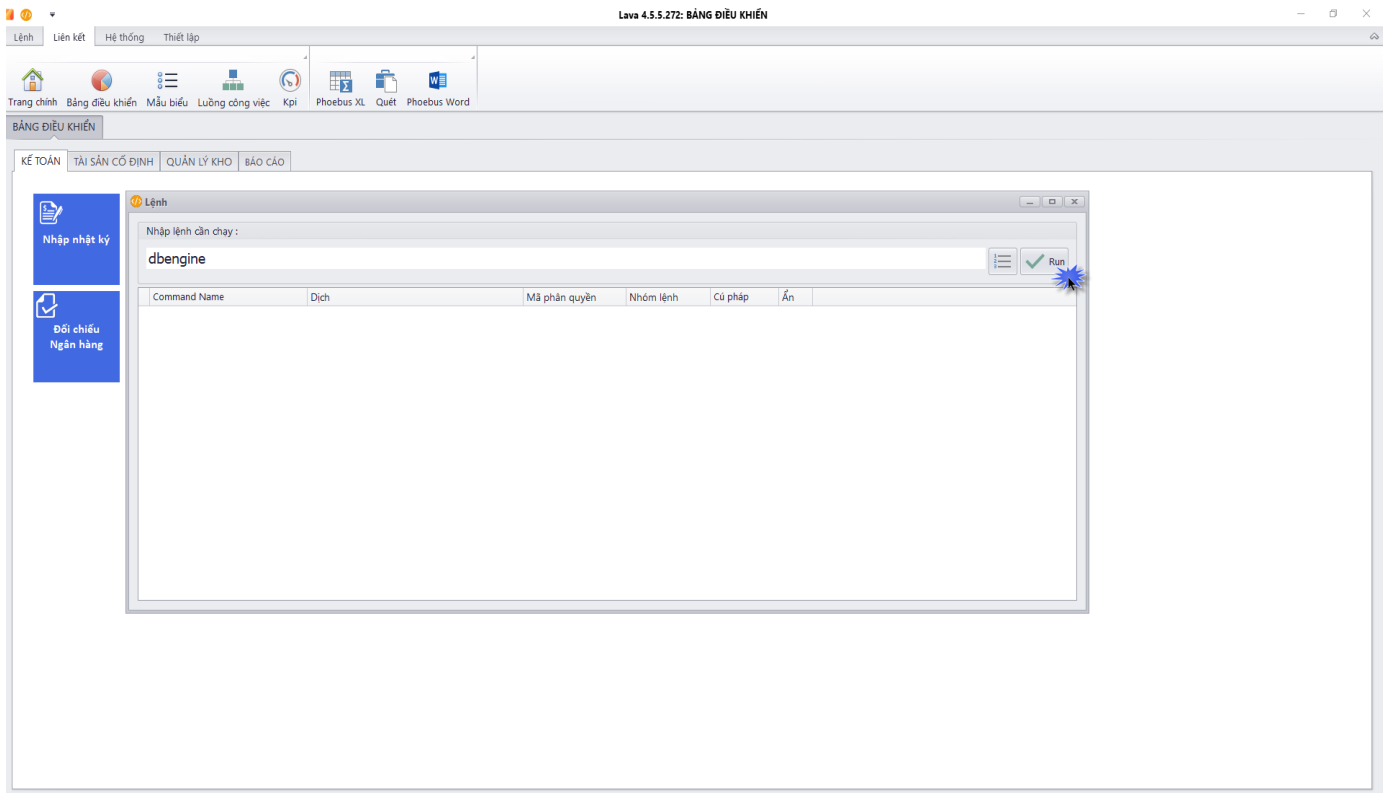 Lava 4.5.5.272: BẢNG ĐIỀU KHIỂN
Lệnh Liên kết Hệ thống Thiết lập
Trang chính Bảng điều khiển Mẫu biểu Luồng công việc Kpi Phoebus XL Quét Phoebus Word
BẢNG ĐIỀU KHIỂN
KẾ TOÁN TÀI SẢN CỐ ĐỊNH QUẢN LÝ KHO BÁO CÁO
Nhập nhật ký
Đối chiếu
Ngân hàng
Lệnh
Nhập lệnh cần chạy :
dbengine
Run
Command Name Dịch Mã phân quyền Nhóm lệnh Cú pháp Ẩn